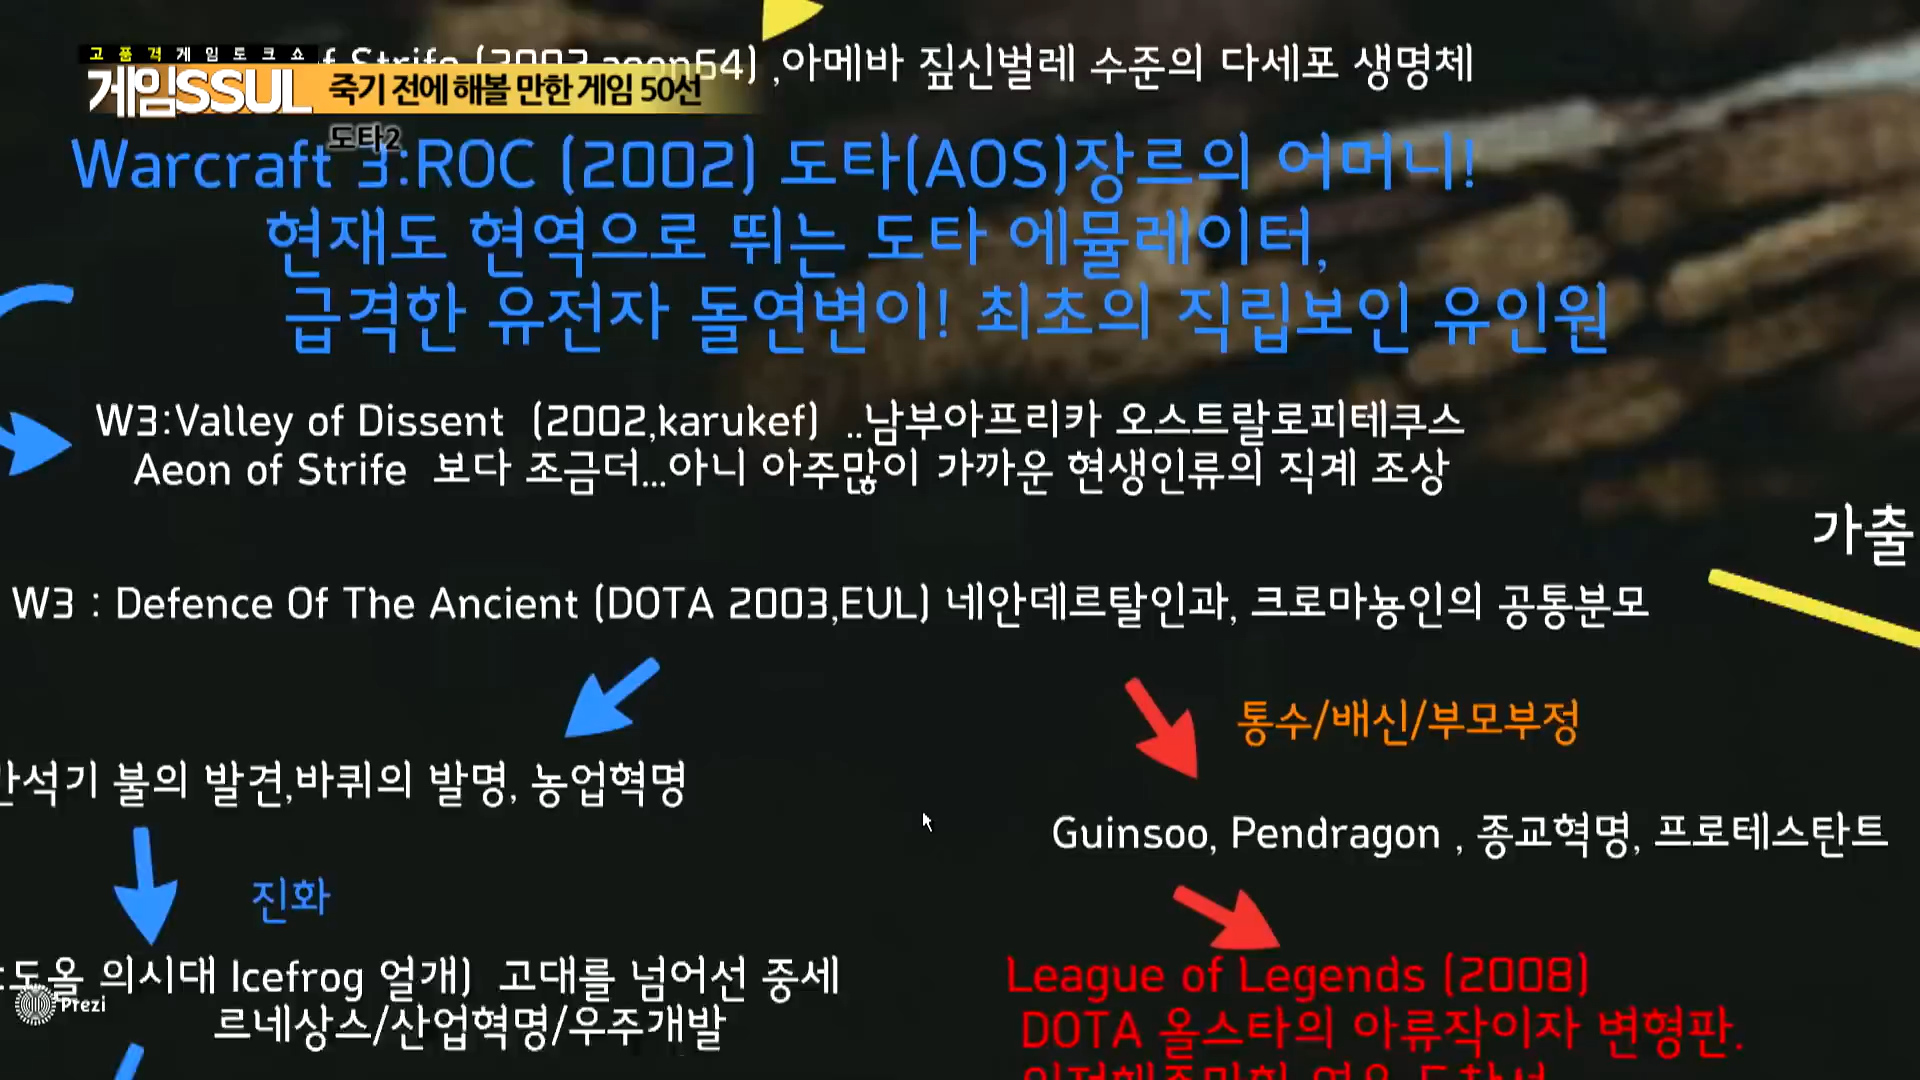 고품격게임토크쇼
게임SSUL 죽기 전에 해볼 만한 게임 50선
도타2
f Strife (2002,aeon64) ,아메바 짚신벌레 수준의 다세포 생명체
Warcraft 3:ROC (2002) 도타(AOS)장르의 어머니!
현재도 현역으로 뛰는 도타 에뮬레이터,
급격한 유전자 돌연변이! 최초의 직립보인 유인원
W3:Valley of Dissent (2002,karukef) ..남부아프리카 오스트랄로피테쿠스
Aeon of Strife 보다 조금더...아니 아주많이 가까운 현생인류의 직계 조상
가출
W3 : Defence Of The Ancient (DOTA 2003,EUL) 네안데르탈인과, 크로마뇽인의 공통분모
통수/배신/부모부정
간석기 불의 발견,바퀴의 발명, 농업혁명
Guinsoo, Pendragon , 종교혁명, 프로테스탄트
진화
도올 의시대 Icefrog 얼개) 고대를 넘어선 중세
르네상스/산업혁명/우주개발
Prezi
League of Legends (2008)
DOTA 올스타의 아류작이자 변형판.